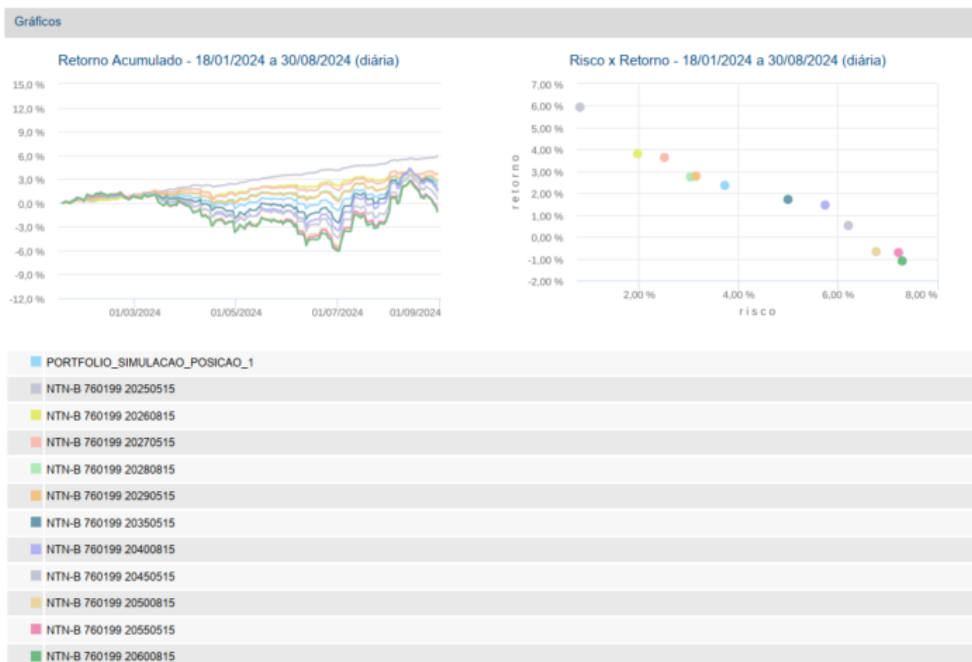 Gráficos
Retorno Acumulado - 18/01/2024 a 30/08/2024 (diária)
15,0 %
12,0 %
9,0 %
6,0 %
3,0 %
0,0 %
-3,0 %
-6,0 %
-9,0 %
-12,0 %
01/03/2024 01/05/2024 01/07/2024 01/09/2024
Risco x Retorno - 18/01/2024 a 30/08/2024 (diária)
retorno
7,00 %
6,00 %
5,00 %
4,00 %
3,00 %
2,00 %
1,00 %
0,00 %
-1,00 %
-2,00 %
2,00 % 4,00 % 6,00 % 8,00 %
risco
PORTFOLIO_SIMULACAO_POSICAO_1
NTN-B 760199 20250515
NTN-B 760199 20260815
NTN-B 760199 20270515
NTN-B 760199 20280815
NTN-B 760199 20290515
NTN-B 760199 20350515
NTN-B 760199 20400815
NTN-B 760199 20450515
NTN-B 760199 20500815
NTN-B 760199 20550515
NTN-B 760199 20600815